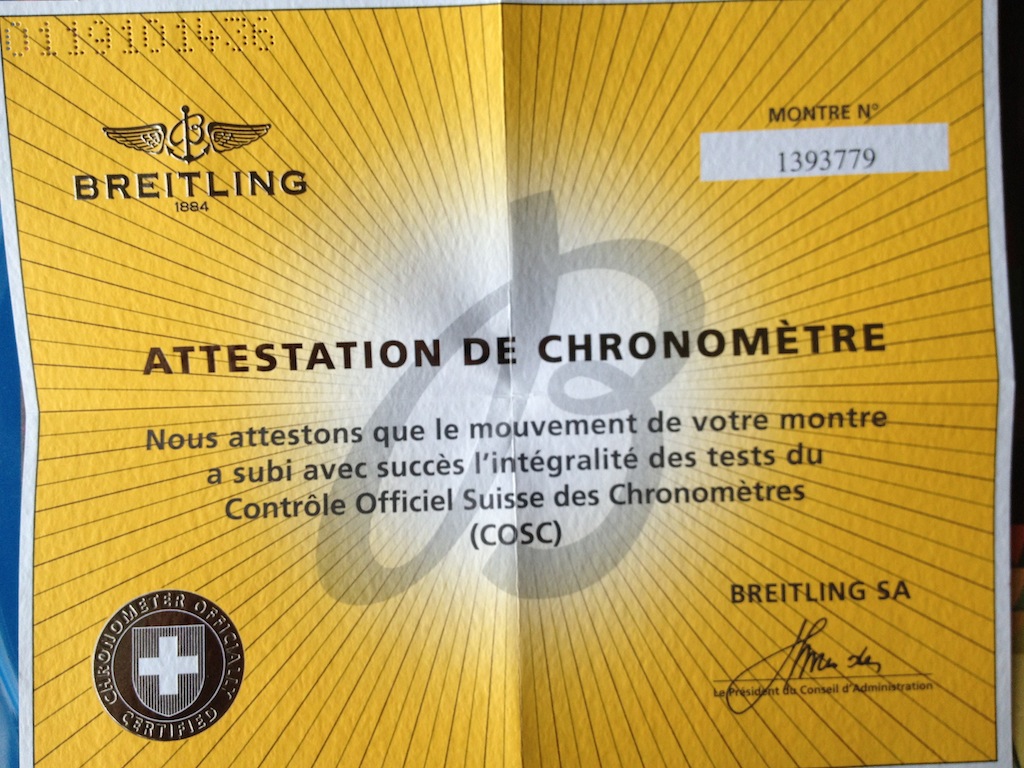 0119101436
BREITLING
1884
MONTRE N°
1393779
ATTESTATION DE CHRONOMÈTRE
Nous attestons que le mouvement de votre montre
a subi avec succès l'intégralité des tests du
Contrôle Officiel Suisse des Chronomètres
(COSC)
BREITLING SA
Le Président du Conseil d'Administration
CHRONOMETER OFFICIALLY
CERTIFIED